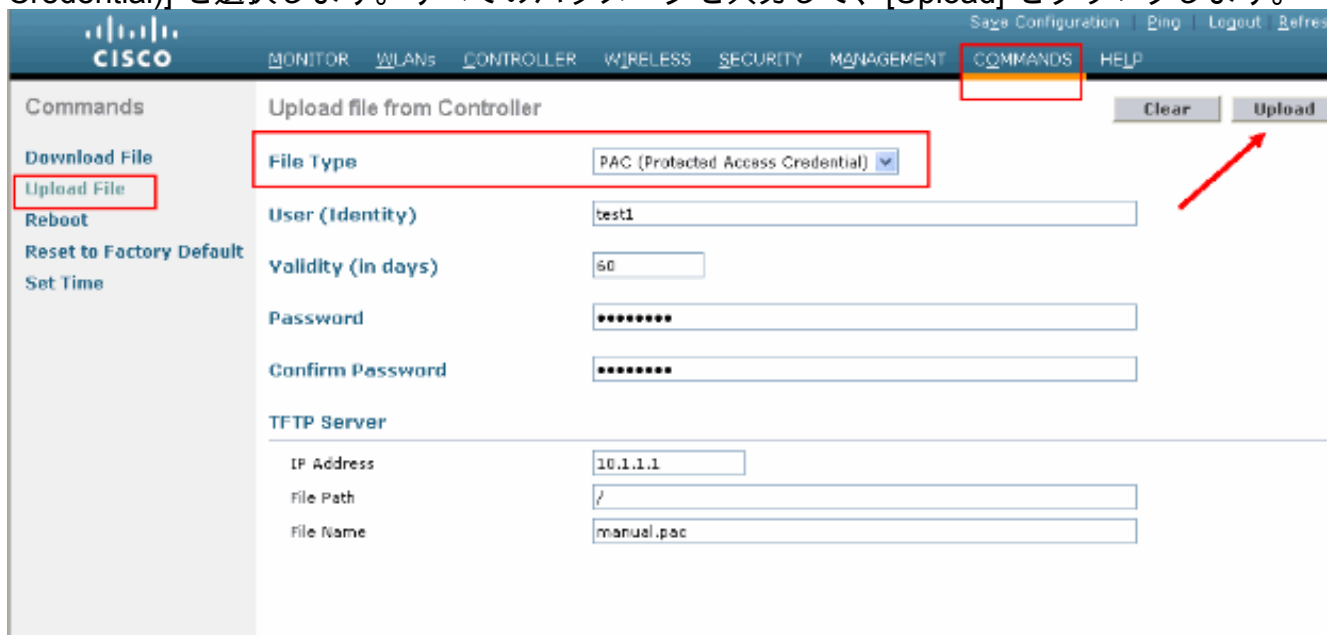 Credential)] を選択します。すべてのパラメータを入力して、[Upload] をクリックします。
Save Configuration | Ping | Logout | Refres
CISCO
MONITOR WLANs CONTROLLER WIRELESS SECURITY MANAGEMENT COMMANDS HELP
Commands
Upload file from Controller
Clear Upload
Download File
Upload File
Reboot
Reset to Factory Default
Set Time
File Type PAC (Protected Access Credential)
User (Identity) test1
Validity (in days) 60
Password ••••••••
Confirm Password ••••••••
TFTP Server
IP Address 10.1.1.1
File Path /
File Name manual.pac